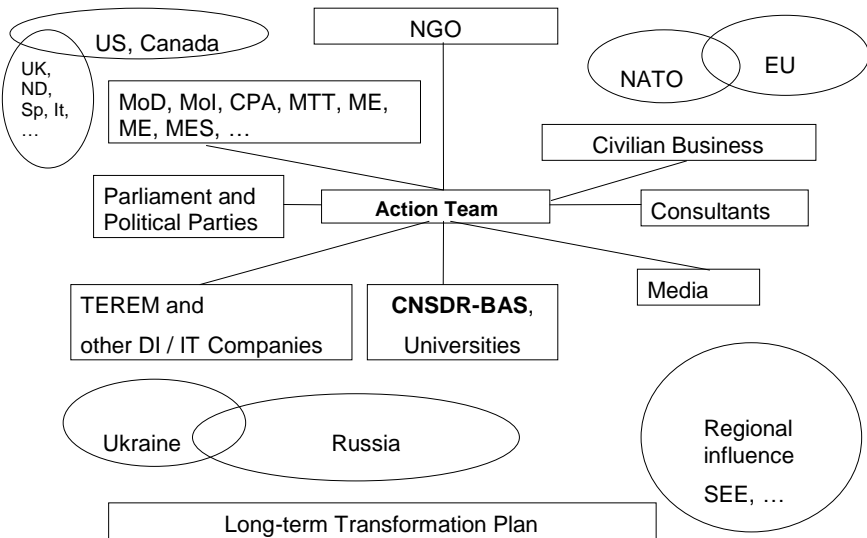 US, Canada
NGO
UK,
ND,
Sp, It,
…
NATO
EU
MoD, MoI, CPA, MTT, ME,
ME, MES, …
Civilian Business
Parliament and
Political Parties
Action Team
Consultants
TEREM and
other DI / IT Companies
CNSDR-BAS,
Universities
Media
Ukraine
Russia
Regional
influence
SEE, …
Long-term Transformation Plan